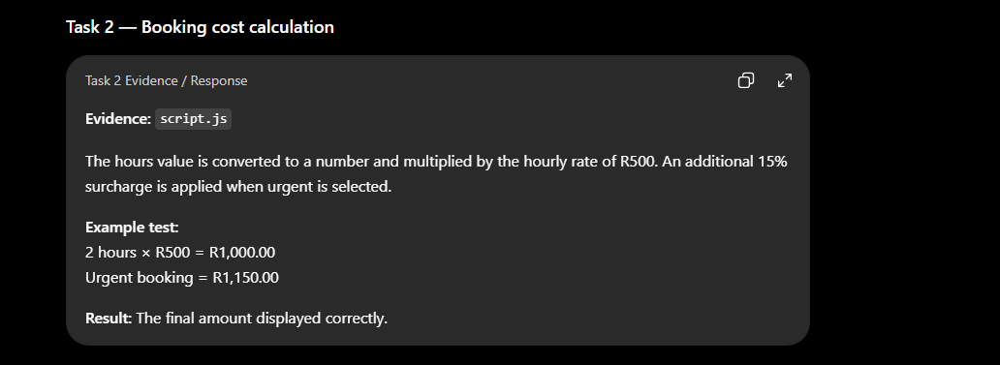 Task 2 — Booking cost calculation
Task 2 Evidence / Response
Evidence: script.js
The hours value is converted to a number and multiplied by the hourly rate of R500. An additional 15%
surcharge is applied when urgent is selected.
Example test:
2 hours × R500 = R1,000.00
Urgent booking = R1,150.00
Result: The final amount displayed correctly.